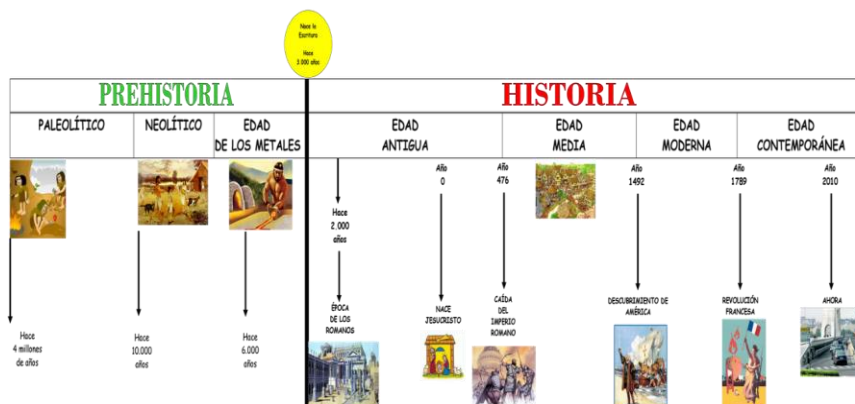 Nace la
Escritura
Hace
3.000 años
PREHISTORIA
HISTORIA
PALEOLÍTICO
NEOLÍTICO
EDAD
DE LOS METALES
EDAD
ANTIGUA
EDAD
MEDIA
EDAD
MODERNA
EDAD
CONTEMPORÁNEA
Año
0
Año
476
Año
1492
Año
1789
Año
2010
Hace
2.000
años
Hace
4 millones
de años
Hace
10.000
años
Hace
6.000
años
ÉPOCA
DE LOS
ROMANOS
NACE
JESUCRISTO
CAÍDA
DEL
IMPERIO
ROMANO
DESCUBRIMIENTO DE
AMÉRICA
REVOLUCIÓN
FRANCESA
AHORA